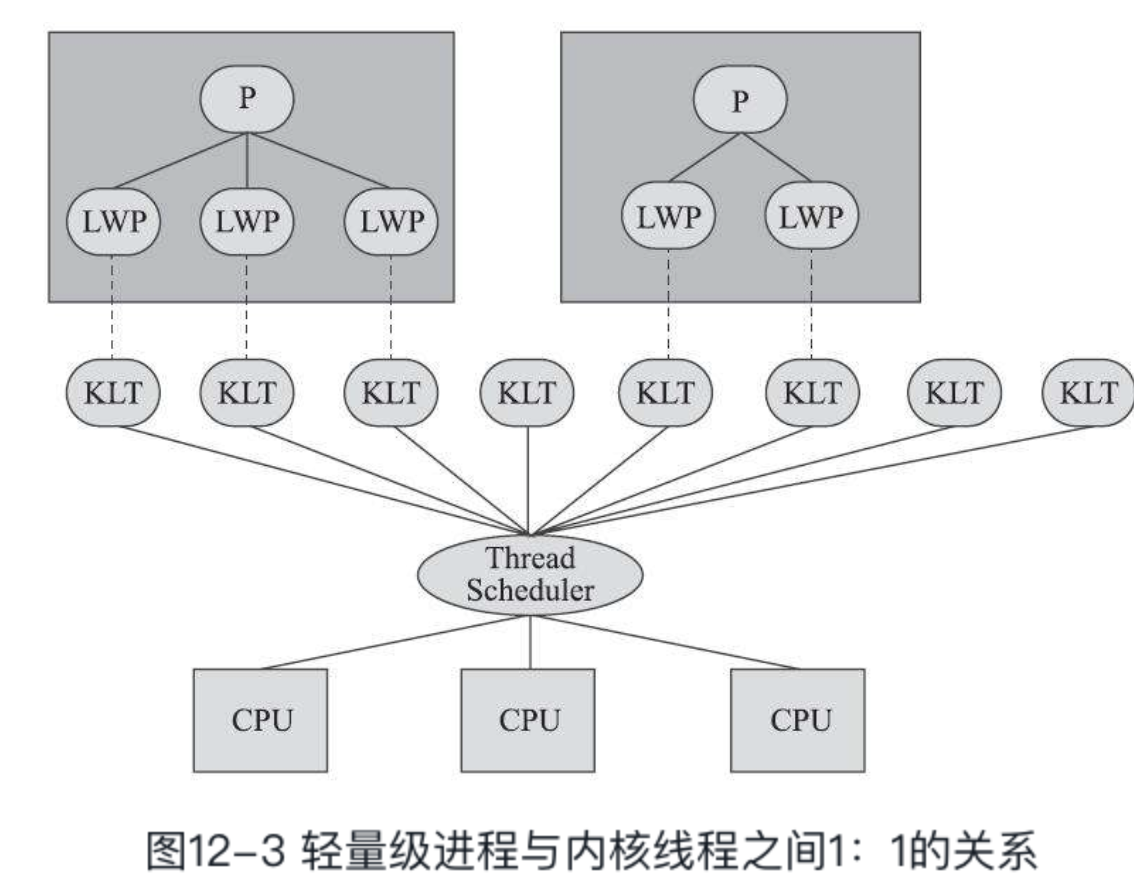 P P
LWP LWP LWP LWP LWP
KLT KLT KLT KLT KLT KLT KLT KLT
Thread
Scheduler
CPU CPU CPU
图12-3 轻量级进程与内核线程之间1：1的关系